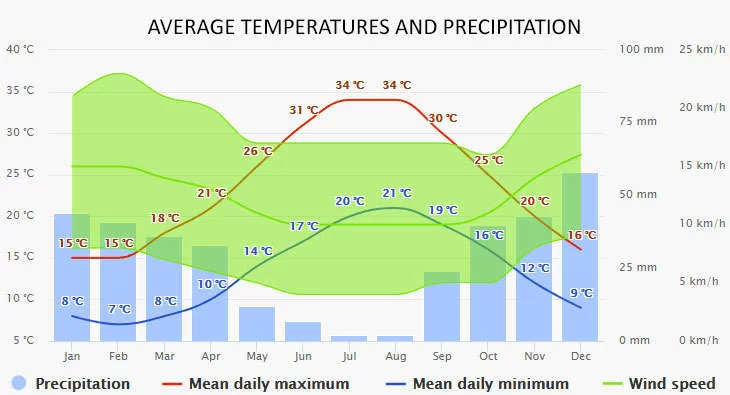 AVERAGE TEMPERATURES AND PRECIPITATION
40 °C 100 mm 25 km/h
35 °C 34 °C 34 °C
31 °C 30 °C 20 km/h
30 °C 75 mm
26 °C 25 °C
25 °C 21 °C 20 °C 21 °C 15 km/h
20 °C 18 °C 17 °C 19 °C 20 °C 50 mm
15 °C 15 °C 14 °C 16 °C 16 °C 10 km/h
15 °C 12 °C 25 mm
10 °C 8 °C 7 °C 8 °C 10 °C 9 °C 5 km/h
5 °C 0 mm 0 km/h
Jan Feb Mar Apr May Jun Jul Aug Sep Oct Nov Dec
Precipitation Mean daily maximum Mean daily minimum Wind speed